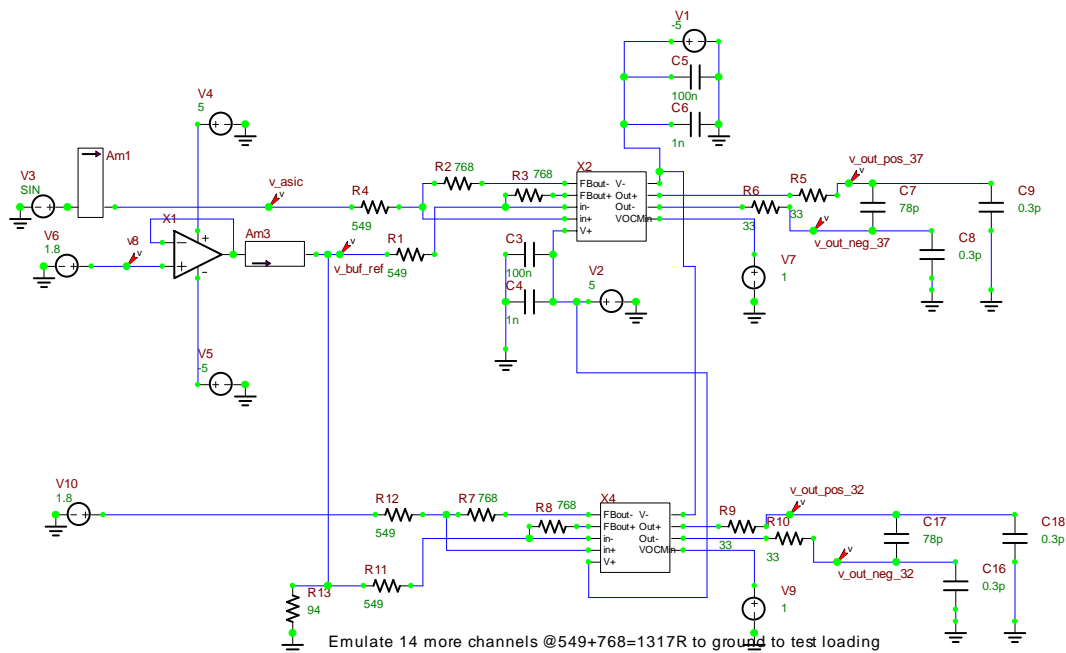 V1
-5
C5
100n
C6
1n
V4
5
Am1
V3
SIN
v_asic
R4
549
R2 768
R3 768
X2
FBout-
FBout+
in-
in+
V+
V-
Out+
Out-
VOCMin
R5
33
R6
33
v_out_pos_37
v
C7
78p
C9
0.3p
v_out_neg_37
v
C8
0.3p
V6
1.8
v8
v
X1
Am3
v
v_buf_ref
R1
549
C3
100n
C4
1n
V2
5
V7
1
V5
-5
V10
1.8
R12
549
R7 768
R8 768
X4
FBout-
FBout+
in-
in+
V+
V-
Out+
Out-
VOCMin
R9
33
R10
33
v_out_pos_32
v
C17
78p
C18
0.3p
v_out_neg_32
v
C16
0.3p
R11
549
R13
94
V9
1
Emulate 14 more channels @549+768=1317R to ground to test loading